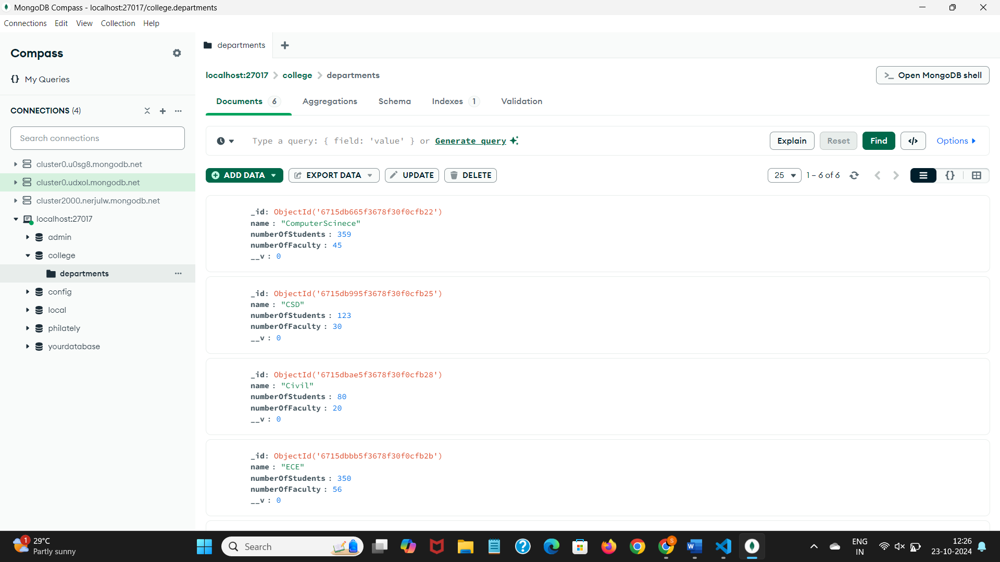 MongoDB Compass - localhost:27017/college.departments
Connections Edit View Collection Help
Compass
{} My Queries
CONNECTIONS (4)
Search connections
cluster0.u0sg8.mongodb.net
cluster0.udxol.mongodb.net
cluster2000.nerjulw.mongodb.net
localhost:27017
admin
college
departments
config
local
philately
yourdatabase
departments
localhost:27017 college departments
>_ Open MongoDB shell
Documents 6 Aggregations Schema Indexes 1 Validation
Type a query: { field: 'value' } or Generate query
Explain Reset Find </> Options
ADD DATA EXPORT DATA UPDATE DELETE
25 1 – 6 of 6 {}
_id: ObjectId('6715db665f3678f30f0cfb22')
name : "ComputerScinece"
numberOfStudents : 359
numberOfFaculty : 45
__v : 0
_id: ObjectId('6715db995f3678f30f0cfb25')
name : "CSD"
numberOfStudents : 123
numberOfFaculty : 30
__v : 0
_id: ObjectId('6715dbae5f3678f30f0cfb28')
name : "Civil"
numberOfStudents : 80
numberOfFaculty : 20
__v : 0
_id: ObjectId('6715dbbb5f3678f30f0cfb2b')
name : "ECE"
numberOfStudents : 350
numberOfFaculty : 56
__v : 0
1
29°C
Partly sunny
Search
S
W
ENG
IN
12:26
23-10-2024